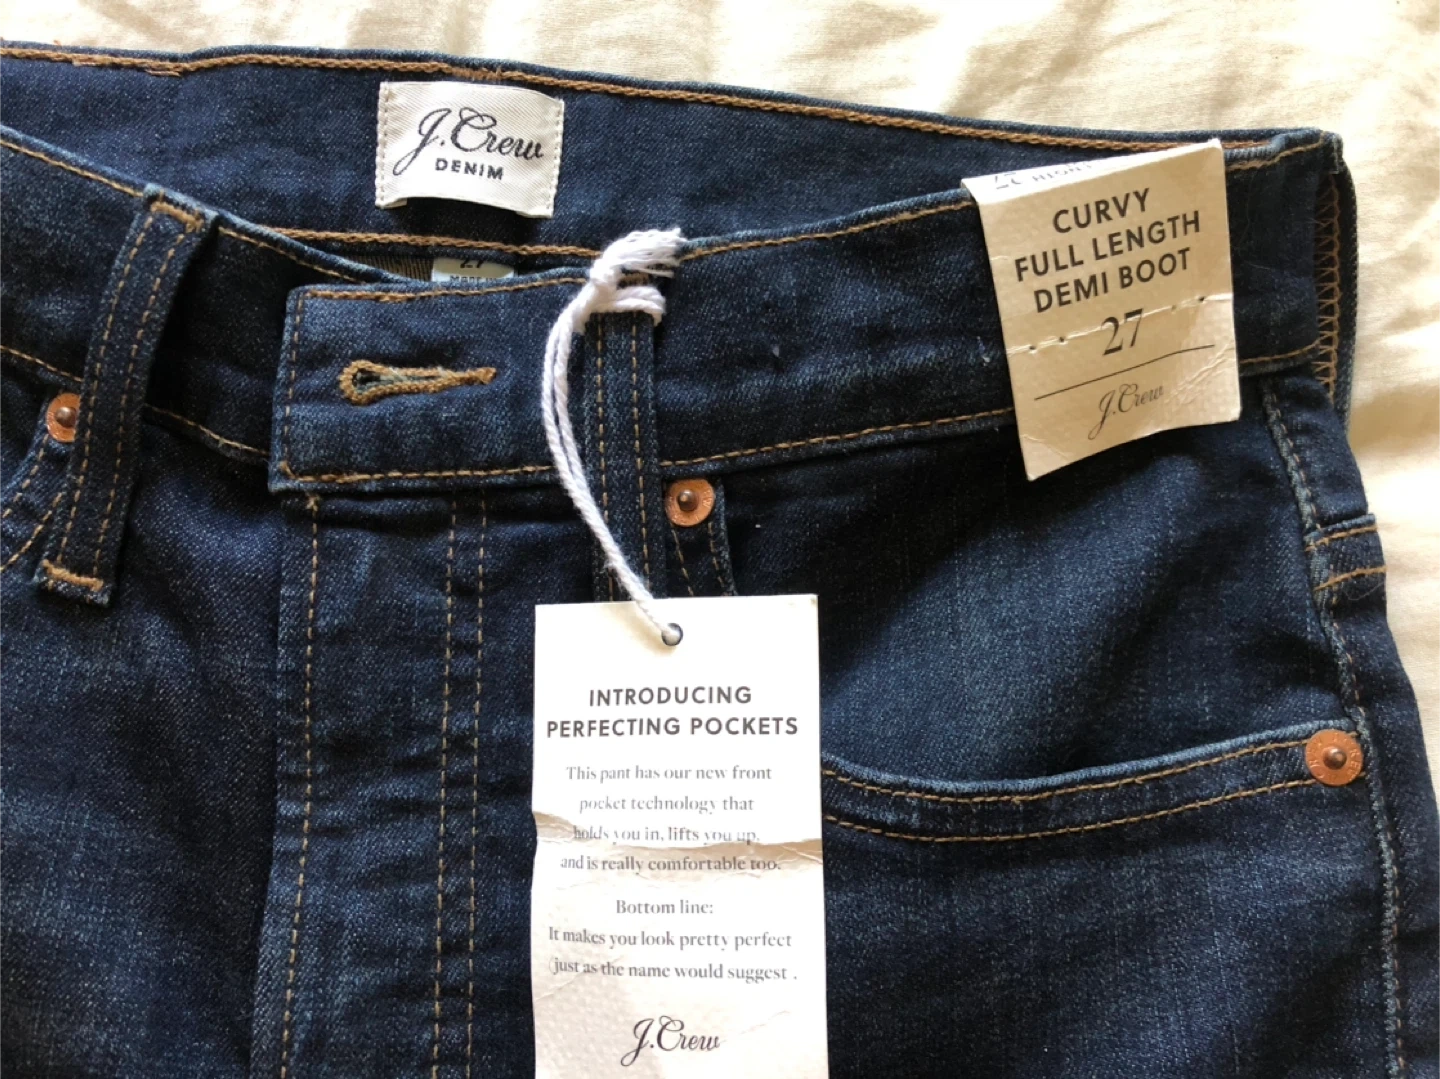 J.Crew
DENIM
27
MADE
CURVY
FULL LENGTH
DEMI BOOT
27
J.Crew
INTRODUCING
PERFECTING POCKETS
This pant has our new front
pocket technology that
holds you in, lifts you up,
and is really comfortable too.
Bottom line:
It makes you look pretty perfect
(just as the name would suggest .
J.Crew